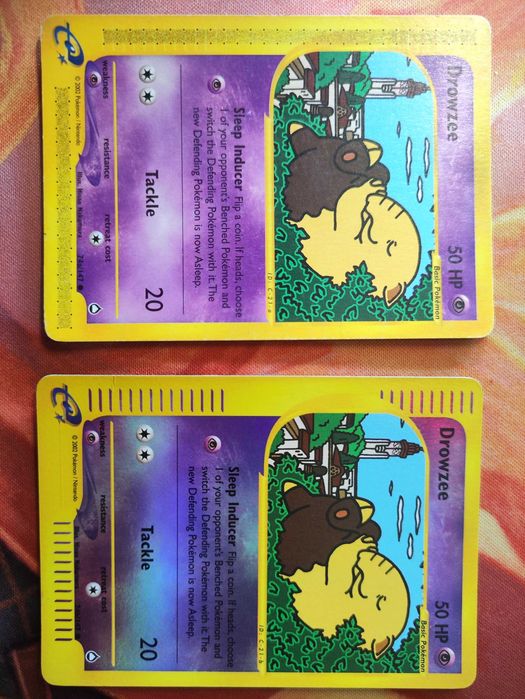 Drowzee
50 HP
Basic Pokémon
ID: C-21-a
Sleep Inducer Flip a coin. If heads, choose
1 of your opponent's Benched Pokémon and
switch the Defending Pokémon with it. The
new Defending Pokémon is now Asleep.
Tackle
20
weakness
resistance
retreat cost
© 2002 Pokémon / Nintendo
Drowzee
50 HP
Basic Pokémon
ID: C-21-b
Sleep Inducer Flip a coin. If heads, choose
1 of your opponent's Benched Pokémon and
switch the Defending Pokémon with it. The
new Defending Pokémon is now Asleep.
Tackle
20
weakness
resistance
retreat cost
© 2002 Pokémon / Nintendo